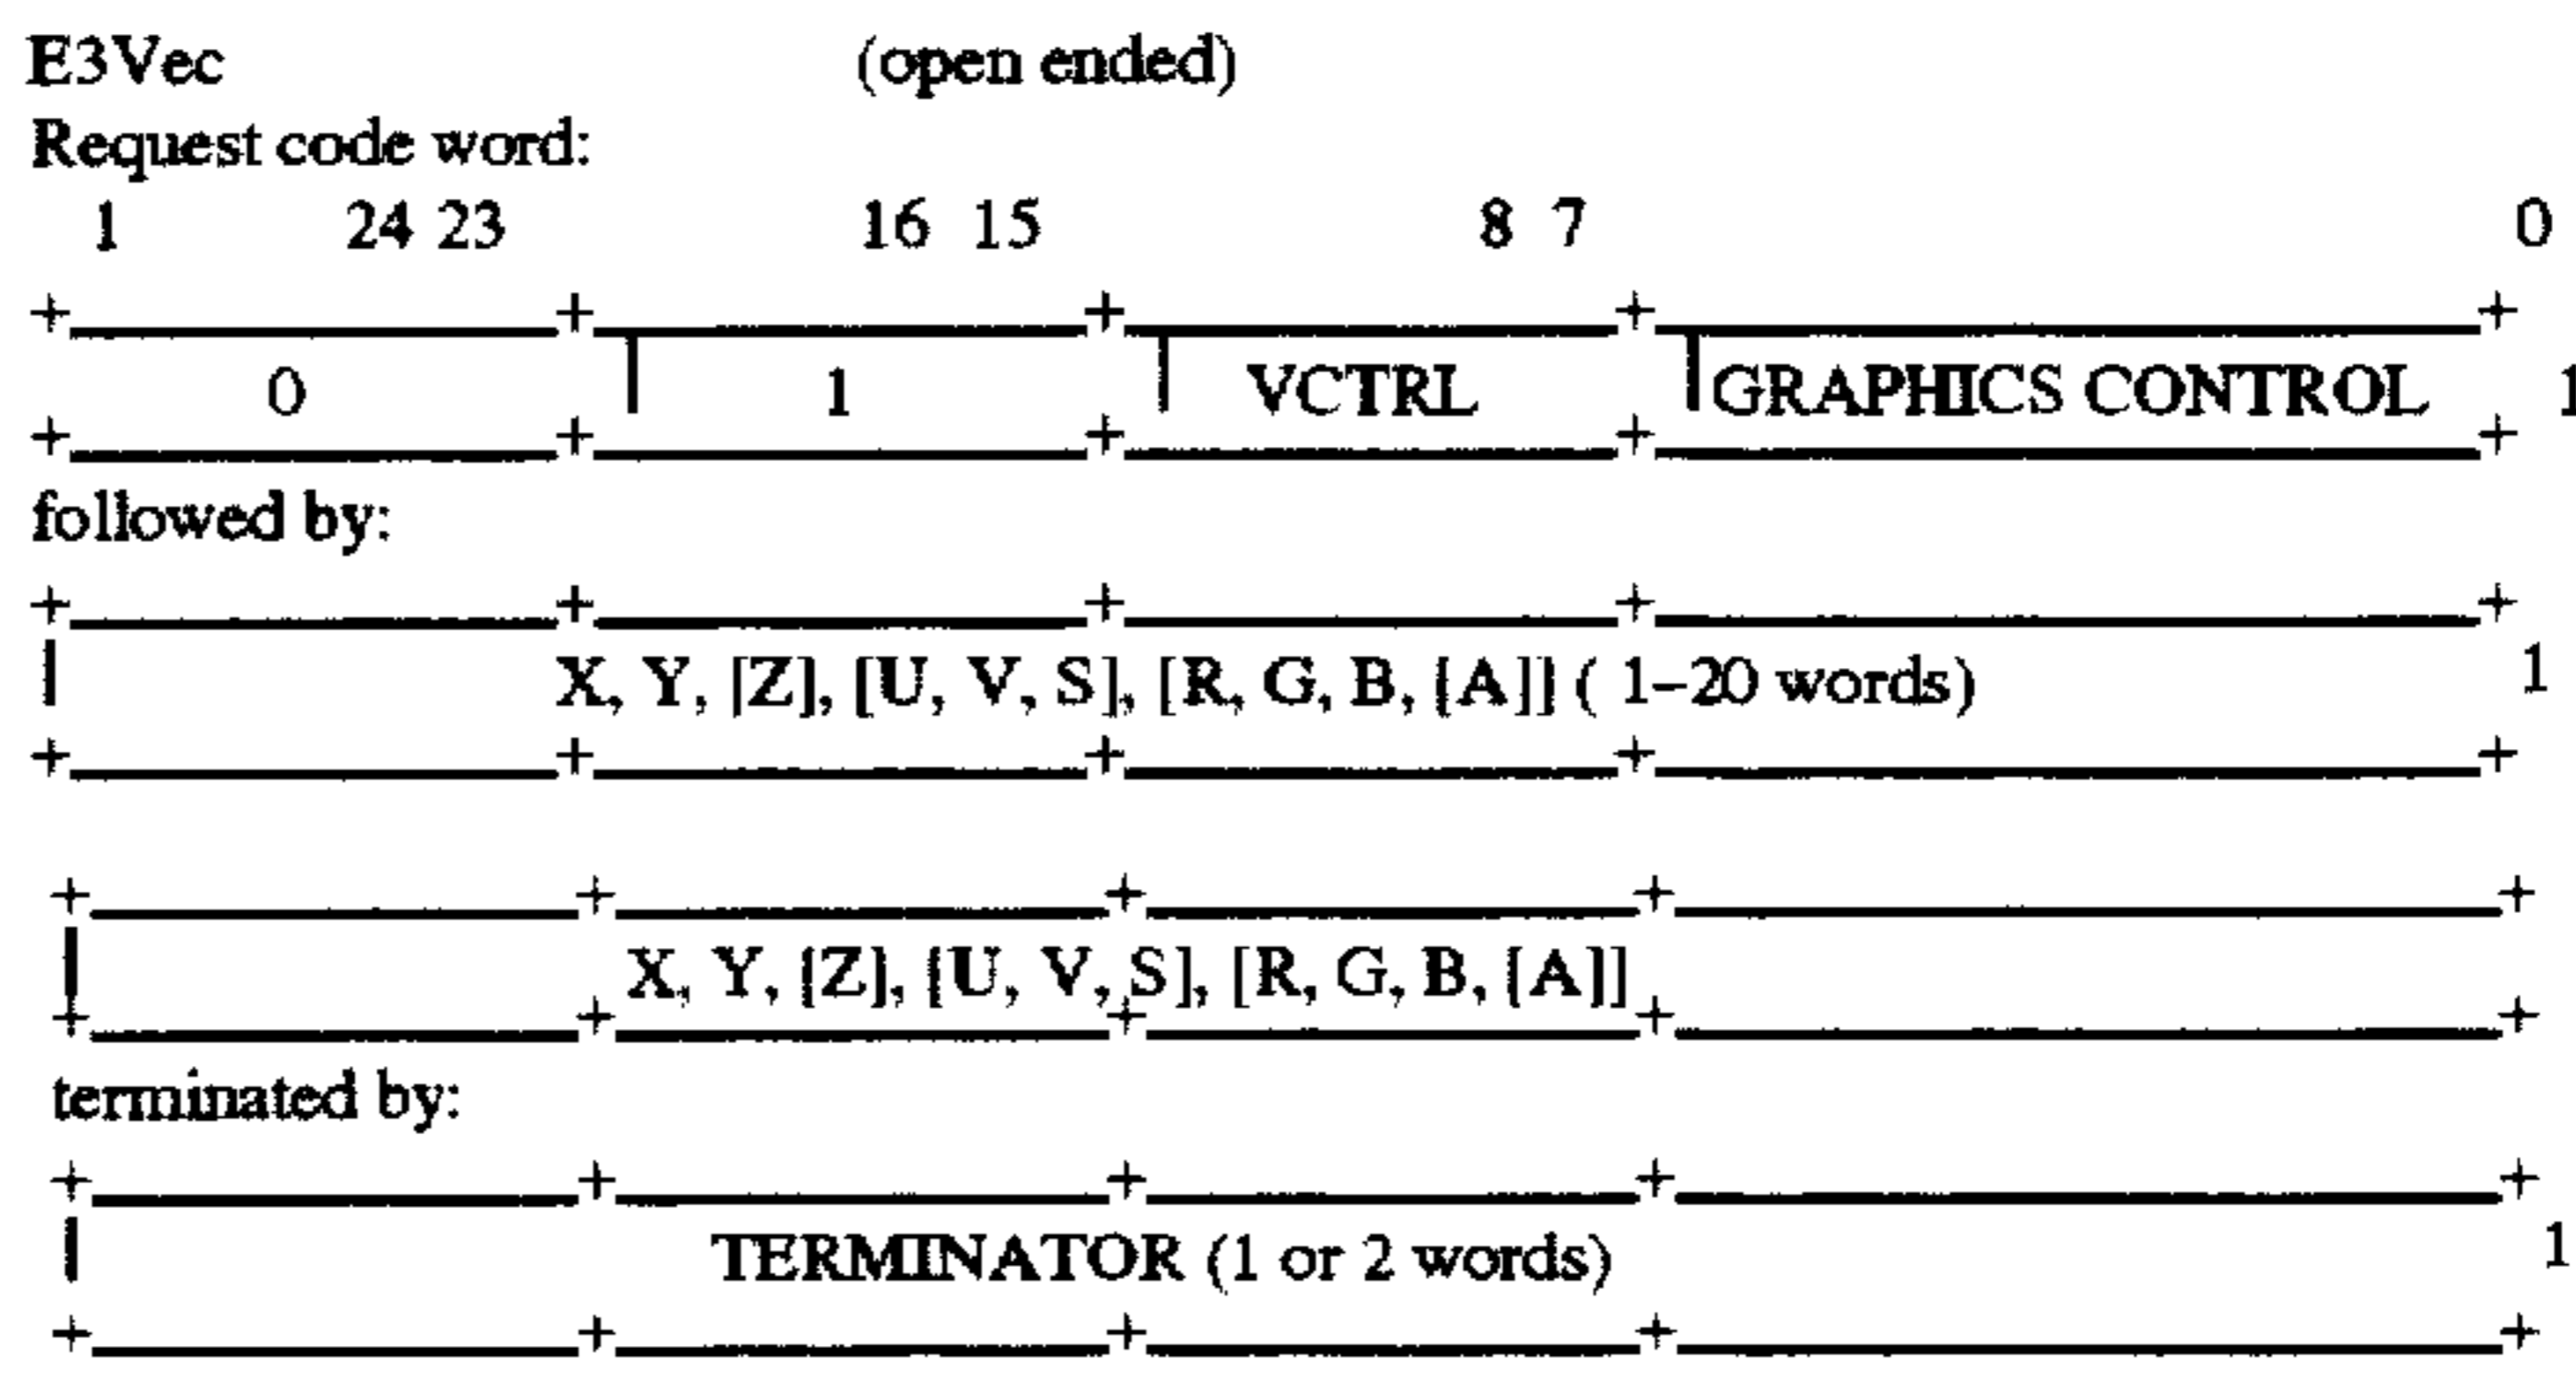 E3Vec (open ended)
Request code word:
1 24 23 16 15 8 7 0
0 1 VCTRL GRAPHICS CONTROL 1
followed by:
X, Y, [Z], [U, V, S], [R, G, B, [A]] ( 1–20 words) 1
X, Y, [Z], [U, V, S], [R, G, B, [A]]
terminated by:
TERMINATOR (1 or 2 words) 1